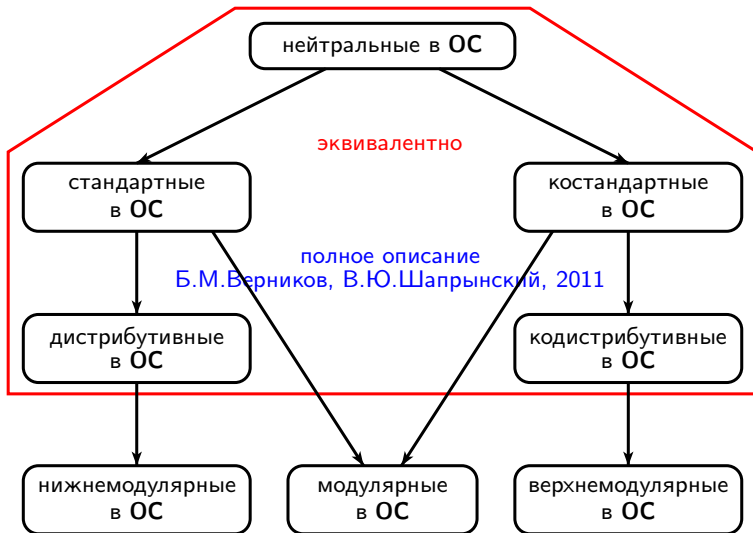 нейтральные в ОС
эквивалентно
стандартные
в ОС
костандартные
в ОС
полное описание
Б.М.Верников, В.Ю.Шапрынский, 2011
дистрибутивные
в ОС
кодистрибутивные
в ОС
нижнемодулярные
в ОС
модулярные
в ОС
верхнемодулярные
в ОС